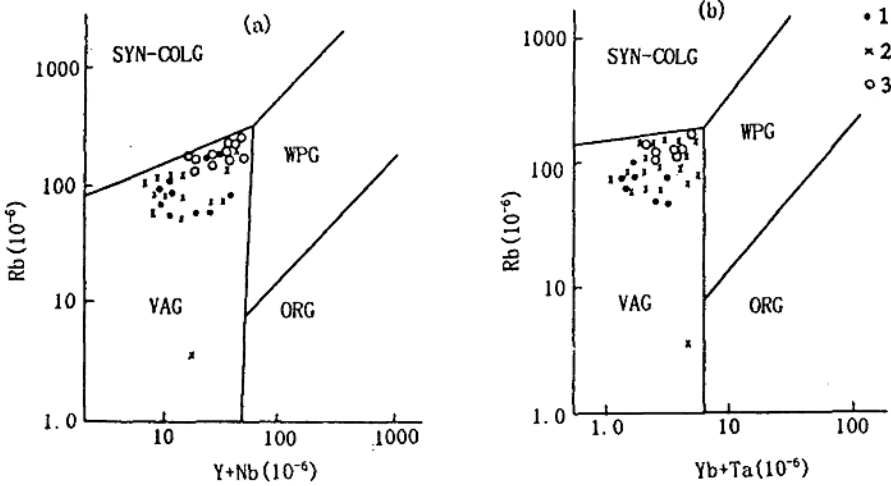 (a)
SYN-COLG
WPG
VAG
ORG
1000
100
10
1.0
10
100
1000
Rb(10⁻⁶)
Y+Nb(10⁻⁶)
(b)
SYN-COLG
WPG
VAG
ORG
1000
100
10
1.0
1.0
10
100
Rb(10⁻⁶)
Yb+Ta(10⁻⁶)
1
2
3